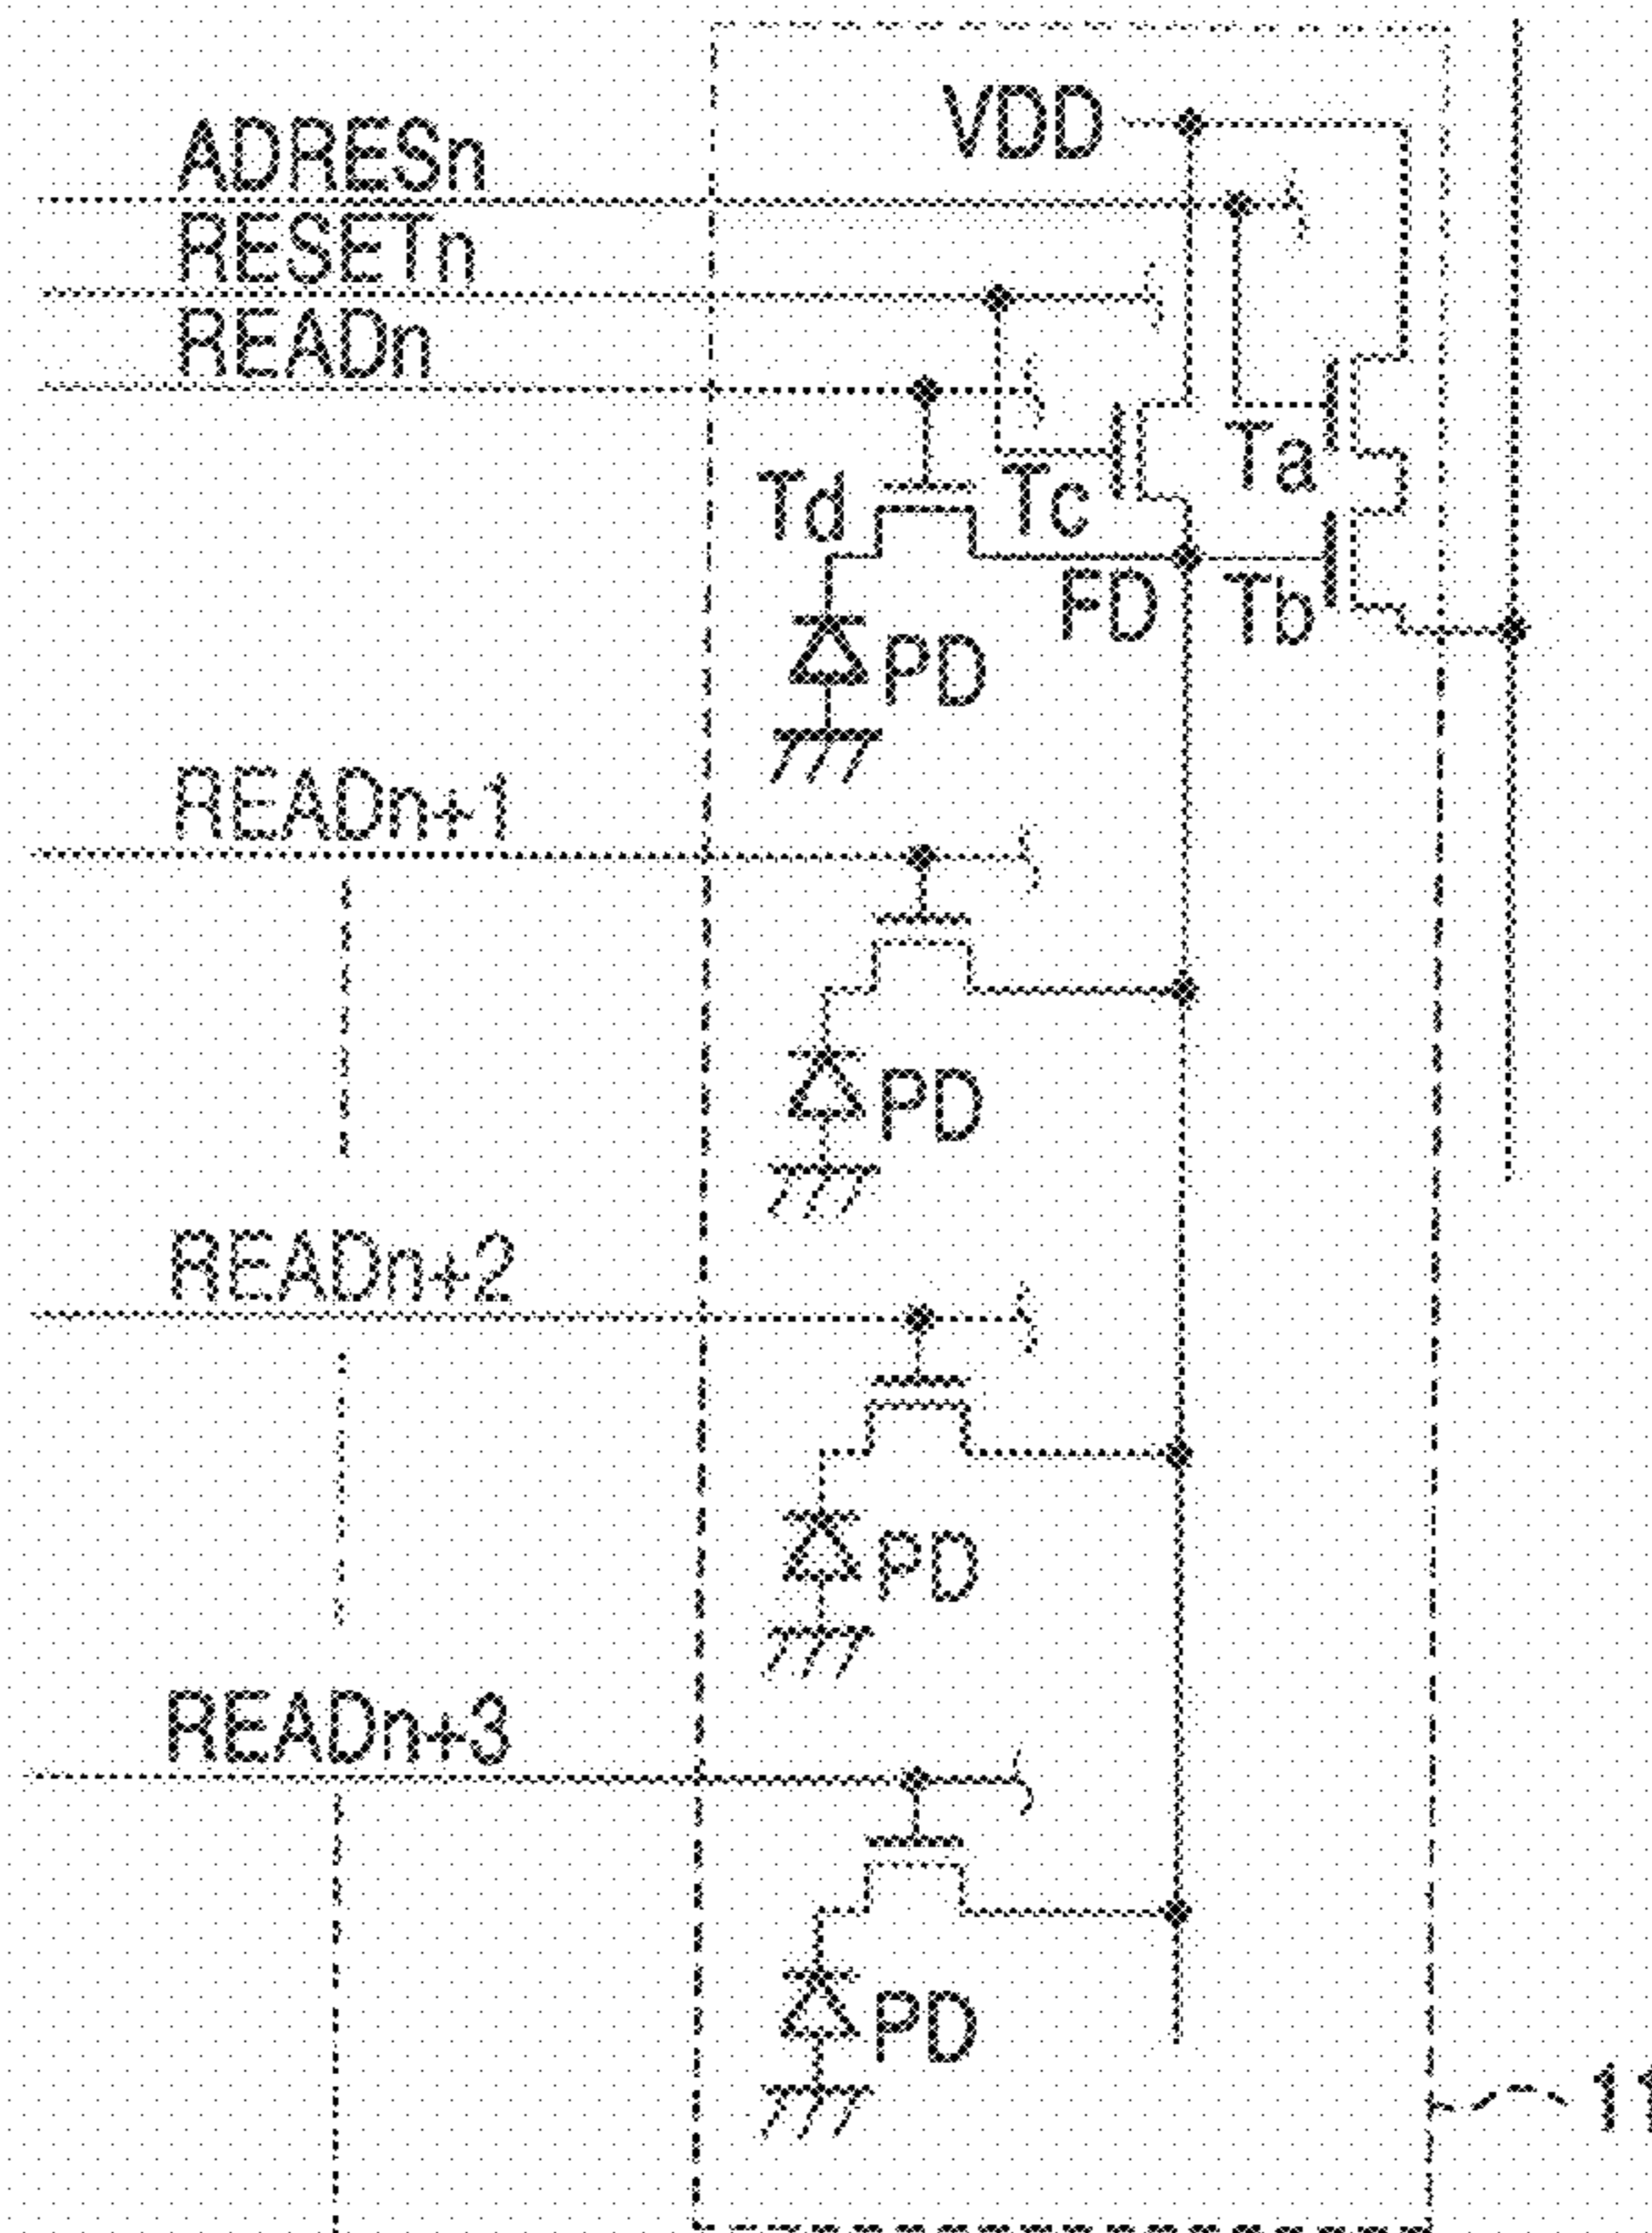 VDD
ADRESn
RESETn
READn
Ta
Td
Tc
FD
Tb
PD
READn+1
PD
READn+2
PD
READn+3
PD
11